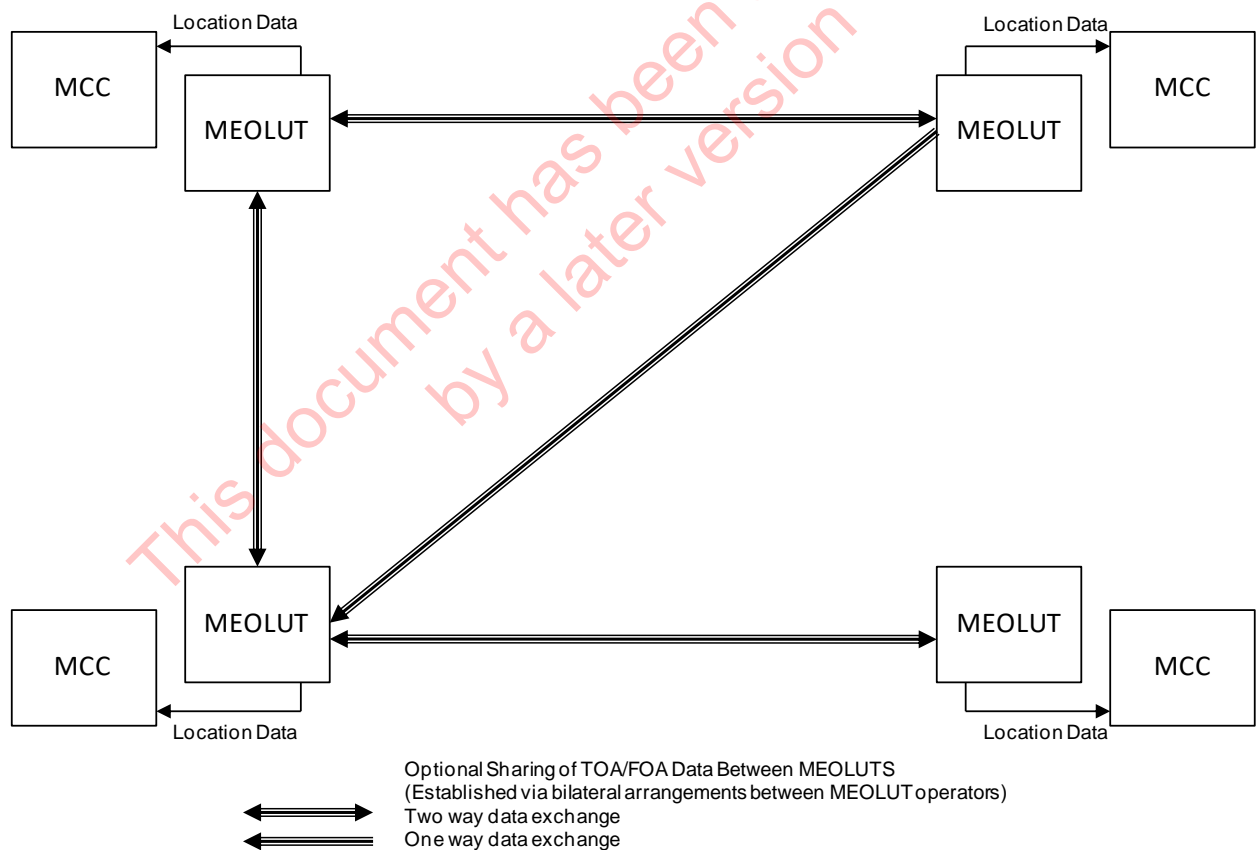 Location Data
Location Data
MCC
MEOLUT
MEOLUT
MCC
This document has been
by a later version
MCC
MEOLUT
MEOLUT
MCC
Location Data
Location Data
Optional Sharing of TOA/FOA Data Between MEOLUTS
(Established via bilateral arrangements between MEOLUT operators)
Two way data exchange
One way data exchange